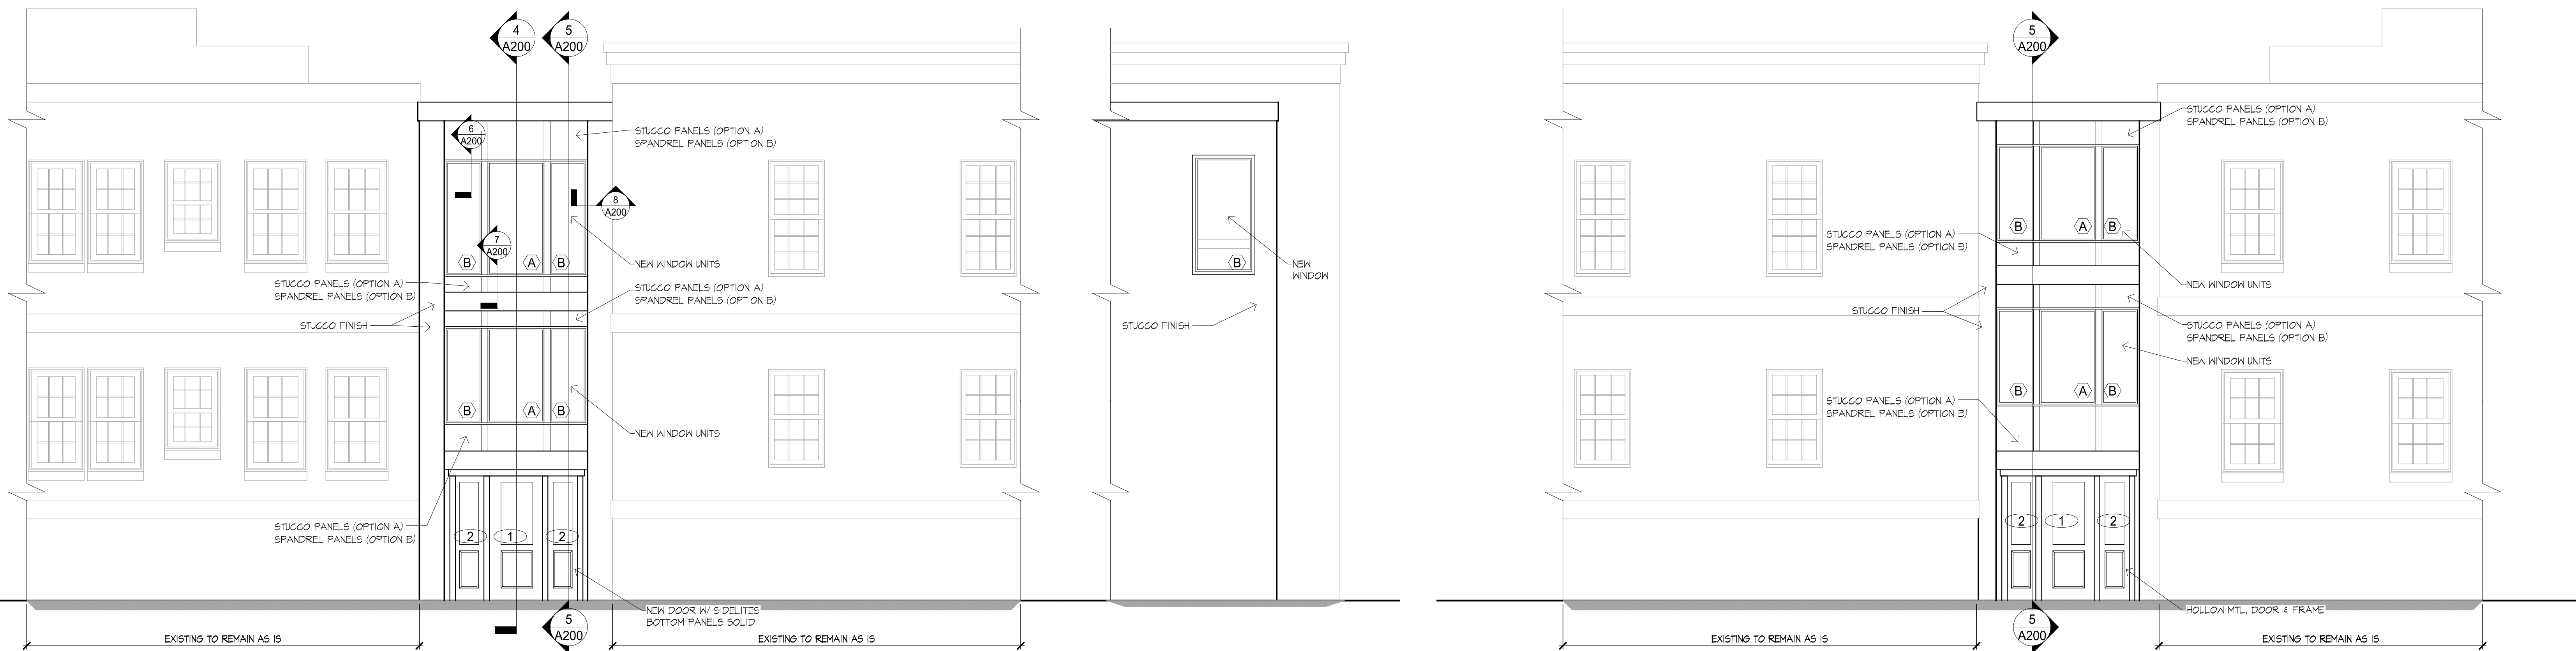 4
A200
5
A200
6
A200
STUCCO PANELS (OPTION A)
SPANDREL PANELS (OPTION B)
8
A200
7
A200
B
A
B
NEW WINDOW UNITS
STUCCO PANELS (OPTION A)
SPANDREL PANELS (OPTION B)
STUCCO PANELS (OPTION A)
SPANDREL PANELS (OPTION B)
STUCCO FINISH
B
A
B
NEW WINDOW UNITS
STUCCO PANELS (OPTION A)
SPANDREL PANELS (OPTION B)
2
1
2
NEW DOOR W/ SIDELITES
BOTTOM PANELS SOLID
5
A200
EXISTING TO REMAIN AS IS
EXISTING TO REMAIN AS IS
B
NEW
WINDOW
STUCCO FINISH
5
A200
STUCCO PANELS (OPTION A)
SPANDREL PANELS (OPTION B)
B
A
B
STUCCO PANELS (OPTION A)
SPANDREL PANELS (OPTION B)
NEW WINDOW UNITS
STUCCO FINISH
STUCCO PANELS (OPTION A)
SPANDREL PANELS (OPTION B)
NEW WINDOW UNITS
B
A
B
STUCCO PANELS (OPTION A)
SPANDREL PANELS (OPTION B)
2
1
2
HOLLOW MTL. DOOR & FRAME
5
A200
EXISTING TO REMAIN AS IS
EXISTING TO REMAIN AS IS